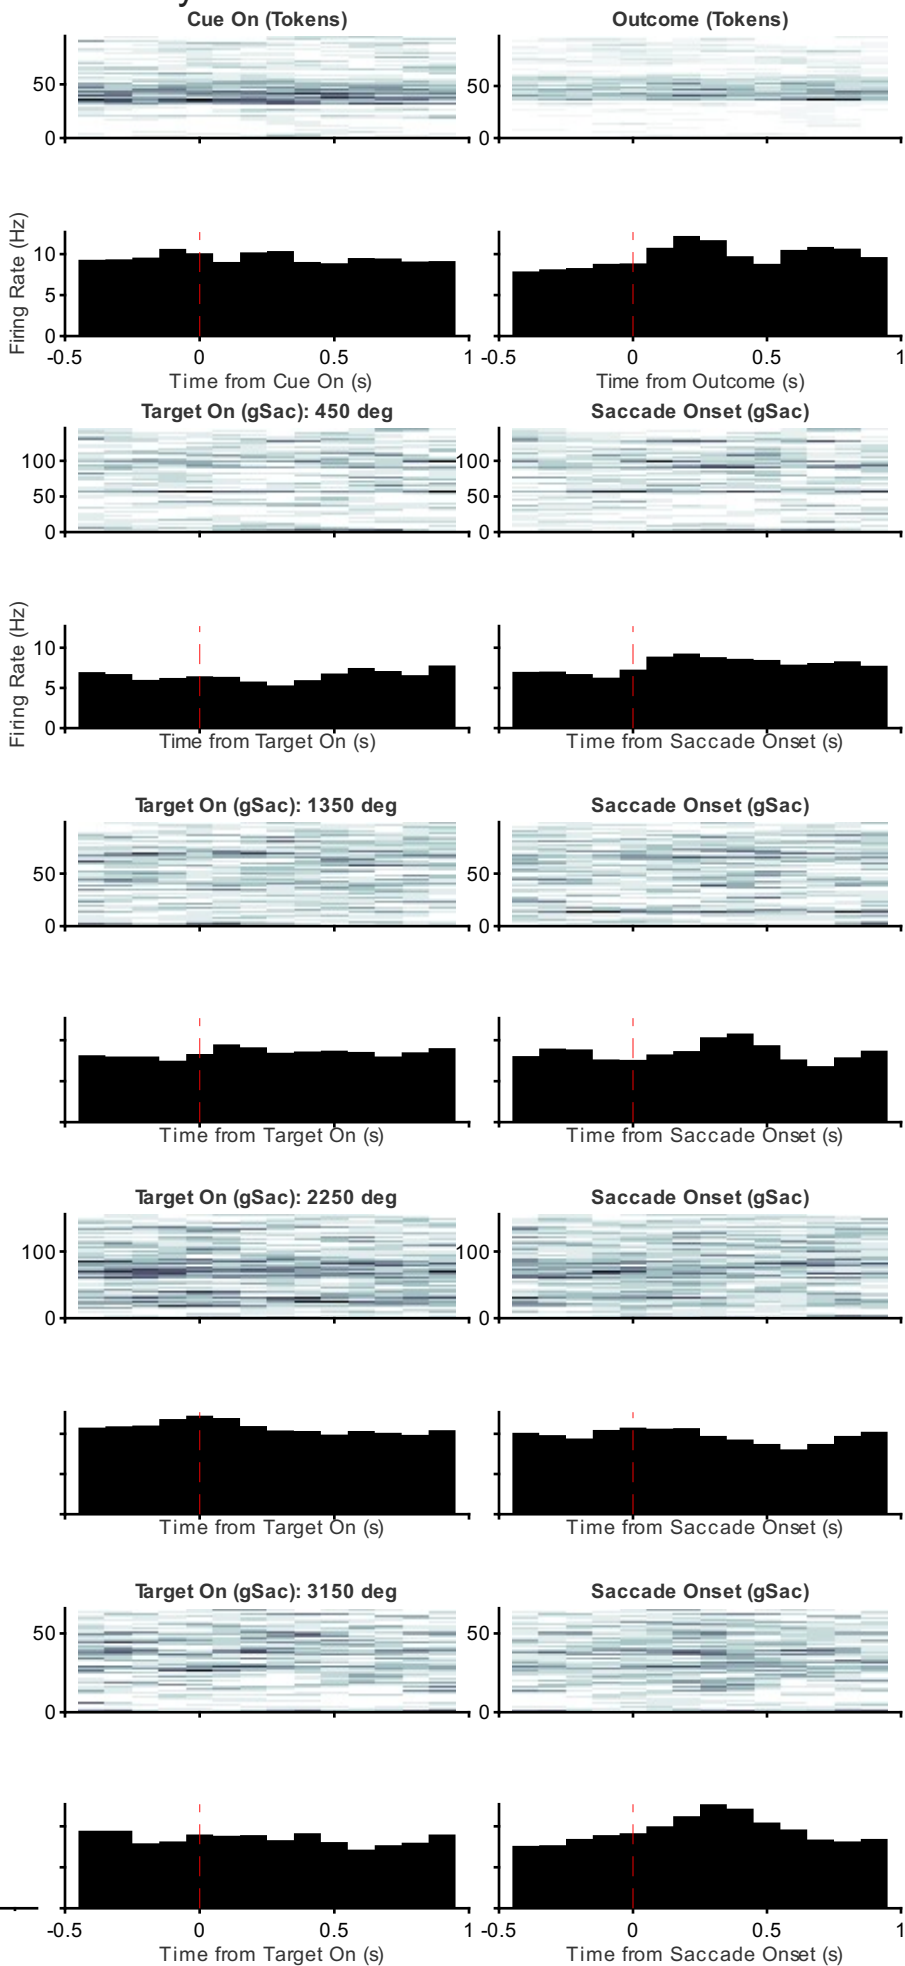 Cue On (Tokens) Outcome (Tokens)
50 50
0 0
Firing Rate (Hz)
10
5
0
-0.5 0 0.5 1 -0.5 0 0.5 1
Time from Cue On (s) Time from Outcome (s)
Target On (gSac): 450 deg Saccade Onset (gSac)
100 100
50 50
0 0
Firing Rate (Hz)
10
5
0
Time from Target On (s) Time from Saccade Onset (s)
Target On (gSac): 1350 deg Saccade Onset (gSac)
50 50
0 0
Time from Target On (s) Time from Saccade Onset (s)
Target On (gSac): 2250 deg Saccade Onset (gSac)
100 100
0 0
Time from Target On (s) Time from Saccade Onset (s)
Target On (gSac): 3150 deg Saccade Onset (gSac)
50 50
0 0
-0.5 0 0.5 1 -0.5 0 0.5 1
Time from Target On (s) Time from Saccade Onset (s)